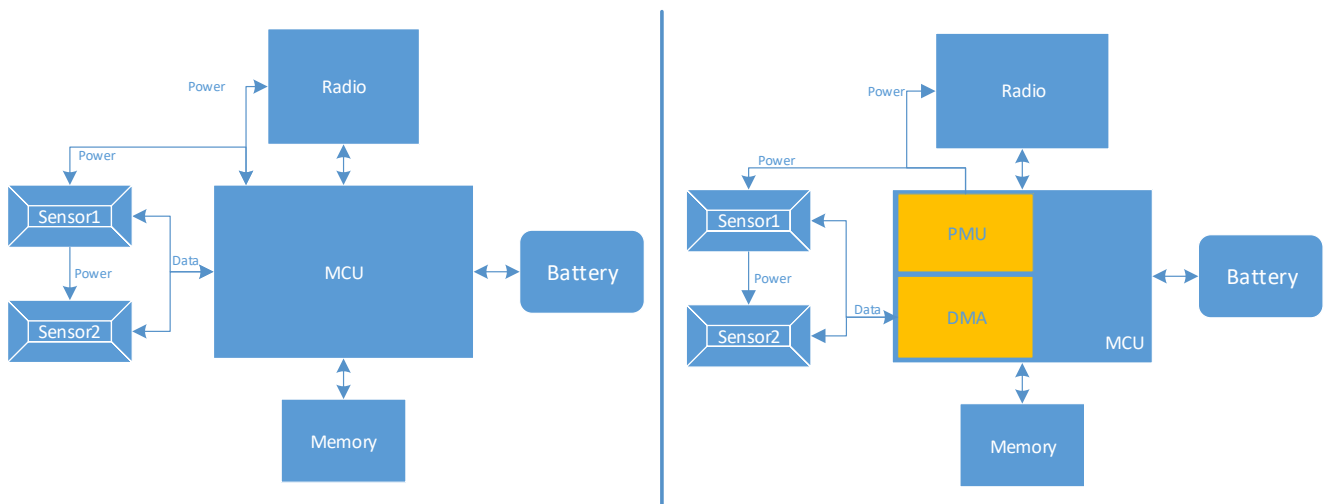 Radio
Power
Power
Sensor1
Power
Data
MCU
Battery
Sensor2
Memory
Radio
Power
Power
Sensor1
PMU
Power
Battery
Data
DMA
Sensor2
MCU
Memory